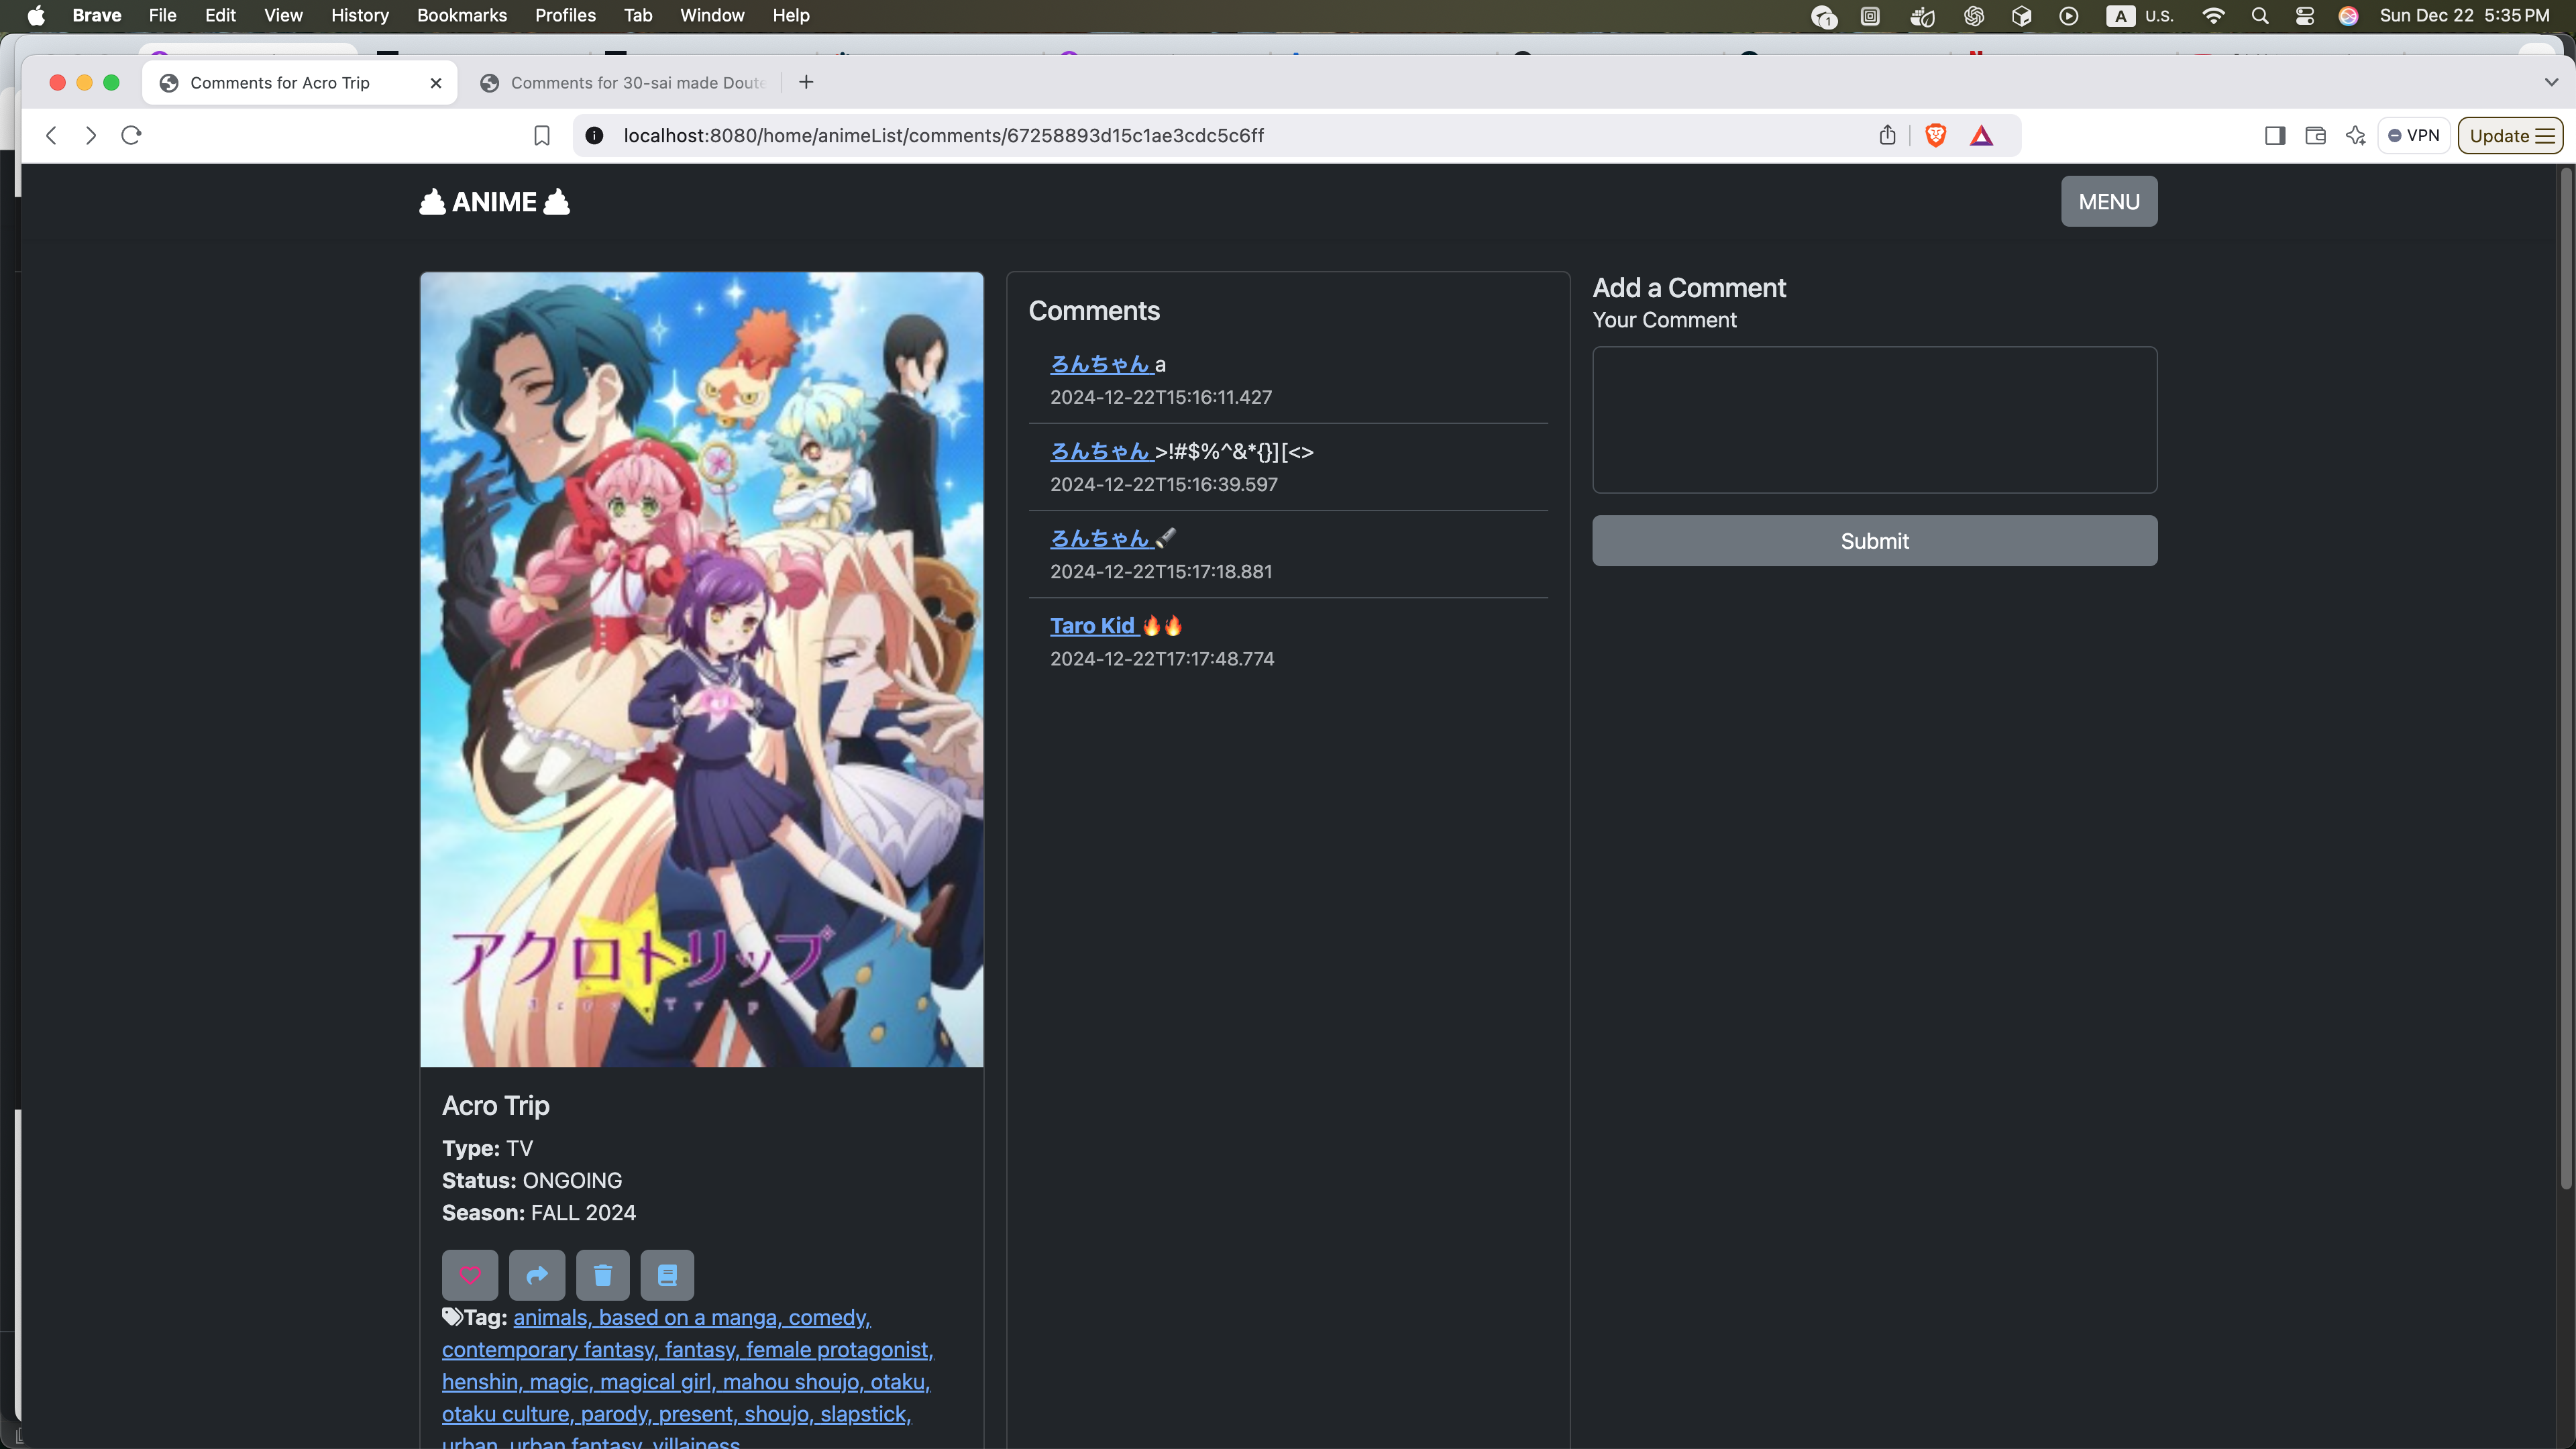 Brave File Edit View History Bookmarks Profiles Tab Window Help
1 A U.S. Sun Dec 22 5:35 PM
Comments for Acro Trip
Comments for 30-sai made Doute
localhost:8080/home/animeList/comments/67258893d15c1ae3cdc5c6ff
VPN
Update
ANIME
MENU
アクロトリップ
Acro Trip
Acro Trip
Type: TV
Status: ONGOING
Season: FALL 2024
Tag: animals, based on a manga, comedy,
contemporary fantasy, fantasy, female protagonist,
henshin, magic, magical girl, mahou shoujo, otaku,
otaku culture, parody, present, shoujo, slapstick,
urban, urban fantasy, villainess
Comments
ろんちゃん a
2024-12-22T15:16:11.427
ろんちゃん >!#$%^&*{}][<>
2024-12-22T15:16:39.597
ろんちゃん 🔦
2024-12-22T15:17:18.881
Taro Kid 🔥🔥
2024-12-22T17:17:48.774
Add a Comment
Your Comment
Submit